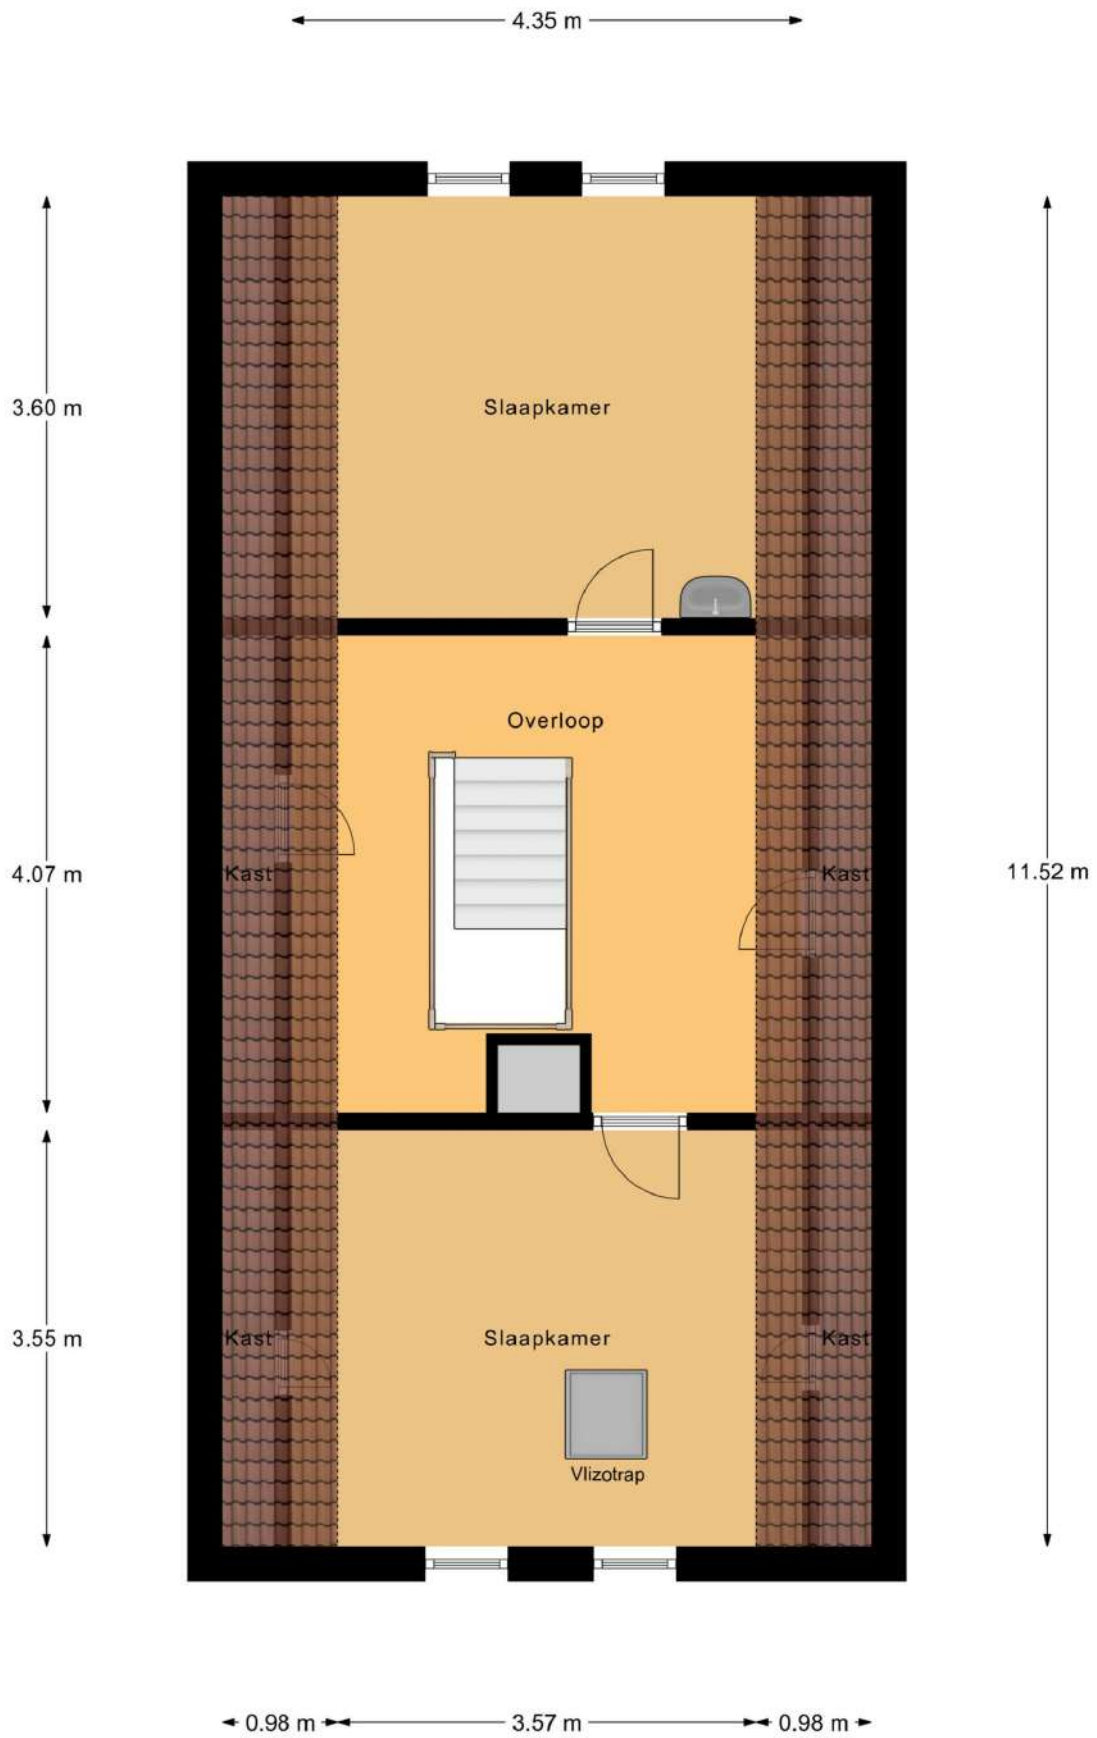 4.35 m
3.60 m
Slaapkamer
Overloop
4.07 m
Kast
Kast
11.52 m
3.55 m
Kast
Slaapkamer
Kast
Vlizotrap
0.98 m
3.57 m
0.98 m